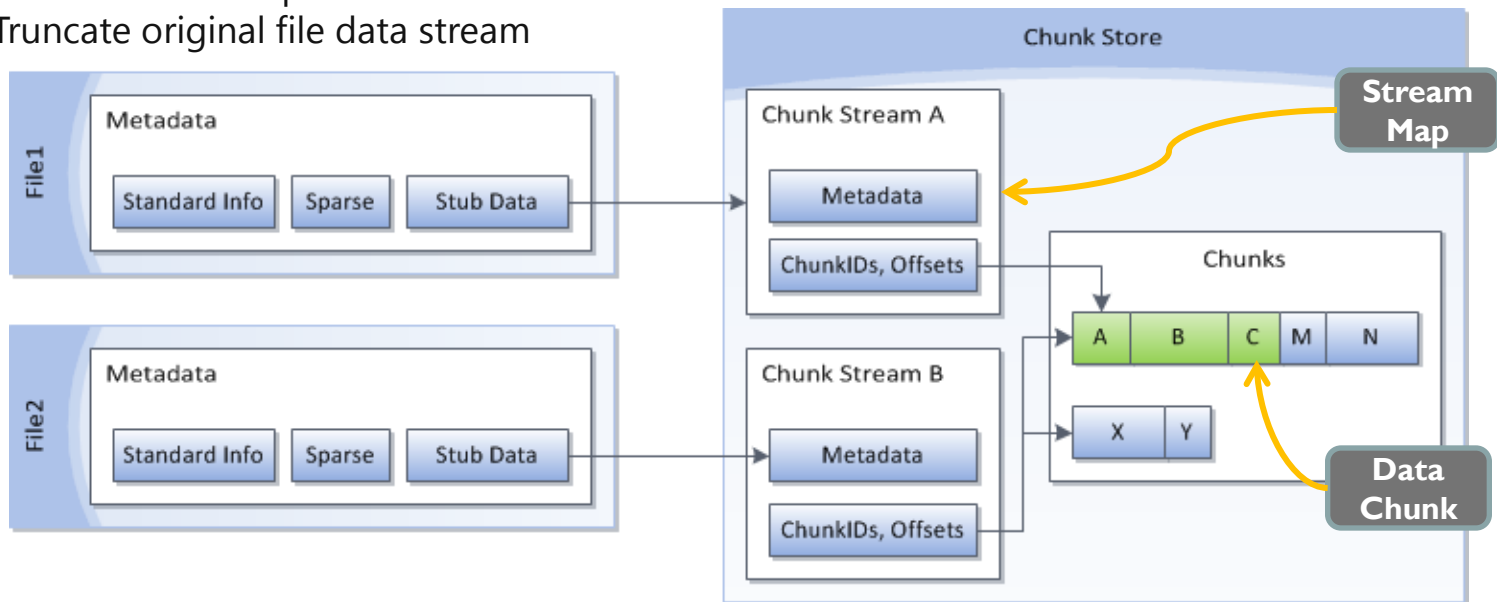 Truncate original file data stream
File1
Metadata
Standard Info
Sparse
Stub Data
File2
Metadata
Standard Info
Sparse
Stub Data
Chunk Store
Chunk Stream A
Metadata
ChunkIDs, Offsets
Chunk Stream B
Metadata
ChunkIDs, Offsets
Chunks
A
B
C
M
N
X
Y
Stream
Map
Data
Chunk